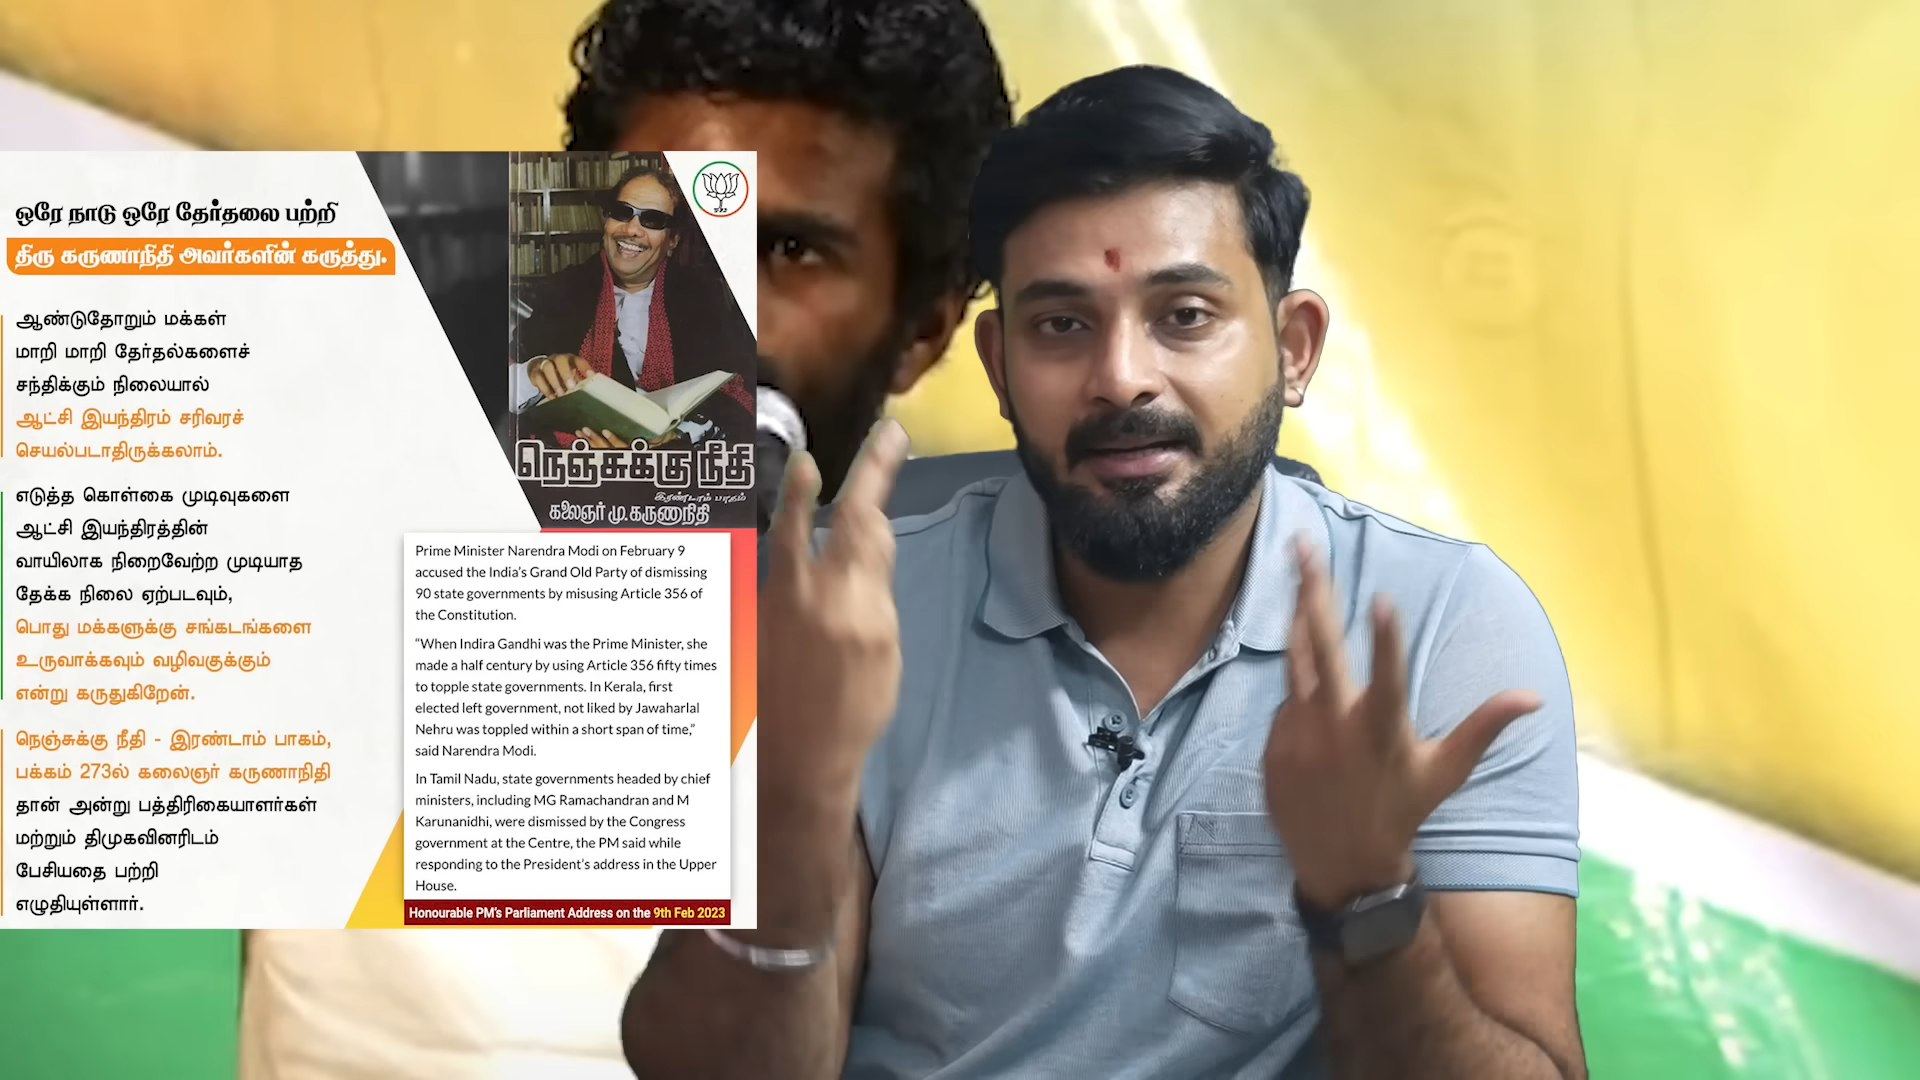 ஒரே நாடு ஒரே தேர்தலை பற்றி
திரு கருணாநிதி அவர்களின் கருத்து.
ஆண்டுதோறும் மக்கள்
மாறி மாறி தேர்தல்களைச்
சந்திக்கும் நிலையால்
ஆட்சி இயந்திரம் சரிவரச்
செயல்படாதிருக்கலாம்.
எடுத்த கொள்கை முடிவுகளை
ஆட்சி இயந்திரத்தின்
வாயிலாக நிறைவேற்ற முடியாத
தேக்க நிலை ஏற்படவும்,
பொது மக்களுக்கு சங்கடங்களை
உருவாக்கவும் வழிவகுக்கும்
என்று கருதுகிறேன்.
நெஞ்சுக்கு நீதி - இரண்டாம் பாகம்,
பக்கம் 273ல் கலைஞர் கருணாநிதி
தான் அன்று பத்திரிகையாளர்கள்
மற்றும் திமுகவினரிடம்
பேசியதை பற்றி
எழுதியுள்ளார்.
நெஞ்சுக்கு நீதி
இரண்டாம் பாகம்
கலைஞர் மு.கருணாநிதி
Prime Minister Narendra Modi on February 9
accused the India's Grand Old Party of dismissing
90 state governments by misusing Article 356 of
the Constitution.
“When Indira Gandhi was the Prime Minister, she
made a half century by using Article 356 fifty times
to topple state governments. In Kerala, first
elected left government, not liked by Jawaharlal
Nehru was toppled within a short span of time,”
said Narendra Modi.
In Tamil Nadu, state governments headed by chief
ministers, including MG Ramachandran and M
Karunanidhi, were dismissed by the Congress
government at the Centre, the PM said while
responding to the President's address in the Upper
House.
Honourable PM's Parliament Address on the 9th Feb 2023